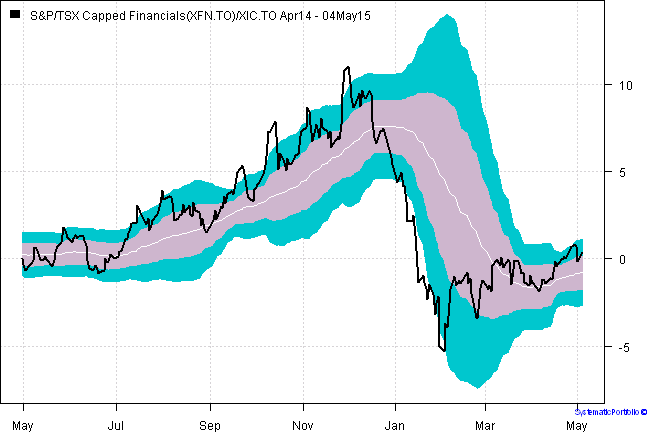 S&P/TSX Capped Financials(XFN.TO)/XIC.TO Apr14 - 04May15
10
5
0
-5
May Jul Sep Nov Jan Mar May
SystematicPortfolio ©